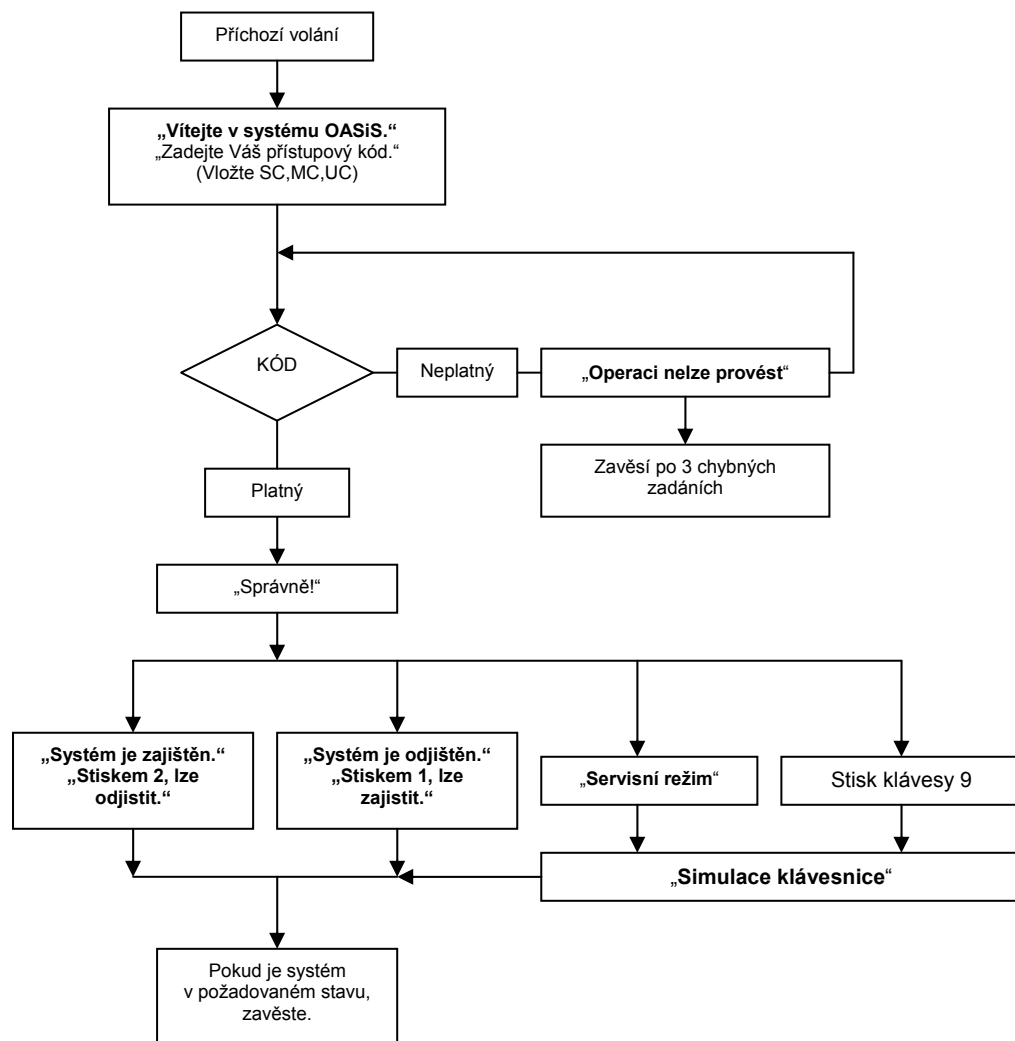 Příchozí volání
„Vítejte v systému OASiS.“
„Zadejte Váš přístupový kód.“
(Vložte SC,MC,UC)
KÓD
Neplatný
„Operaci nelze provést“
Zavěsí po 3 chybných
zadáních
Platný
„Správně!“
„Systém je zajištěn.“
„Stiskem 2, lze
odjistit.“
„Systém je odjištěn.“
„Stiskem 1, lze
zajistit.“
„Servisní režim“
Stisk klávesy 9
„Simulace klávesnice“
Pokud je systém
v požadovaném stavu,
zavěste.